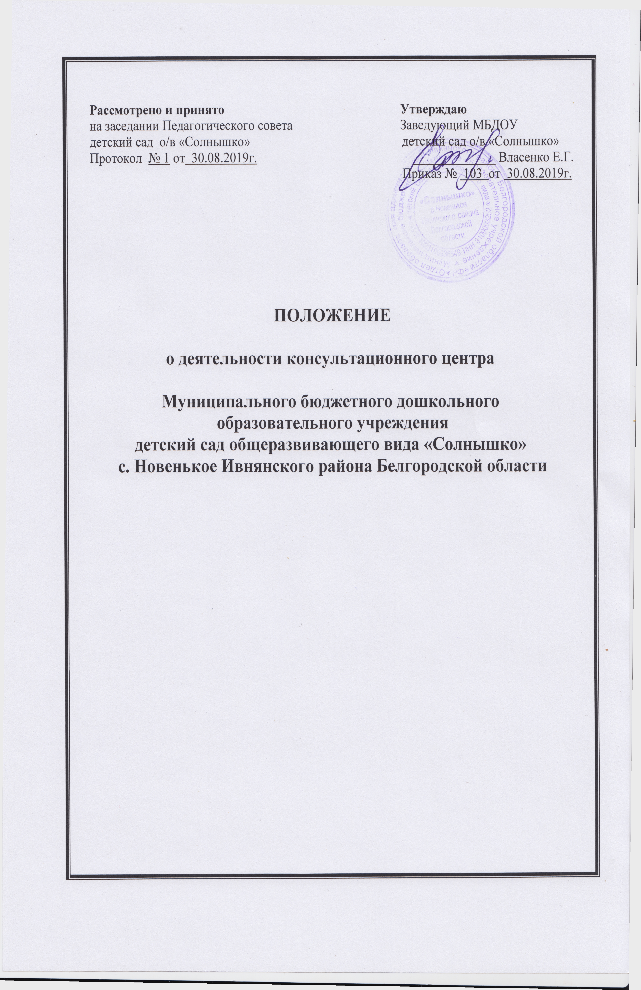 Рассмотрено и принято
на заседании Педагогического совета
детский сад о/в «Солнышко»
Протокол № 1 от 30.08.2019г.
Утверждаю
Заведующий МБДОУ
детский сад о/в «Солнышко»
Власенко Е.Г.
Приказ № 103 от 30.08.2019г.
ПОЛОЖЕНИЕ
о деятельности консультационного центра
Муниципального бюджетного дошкольного
образовательного учреждения
детский сад общеразвивающего вида «Солнышко»
с. Новенькое Ивнянского района Белгородской области